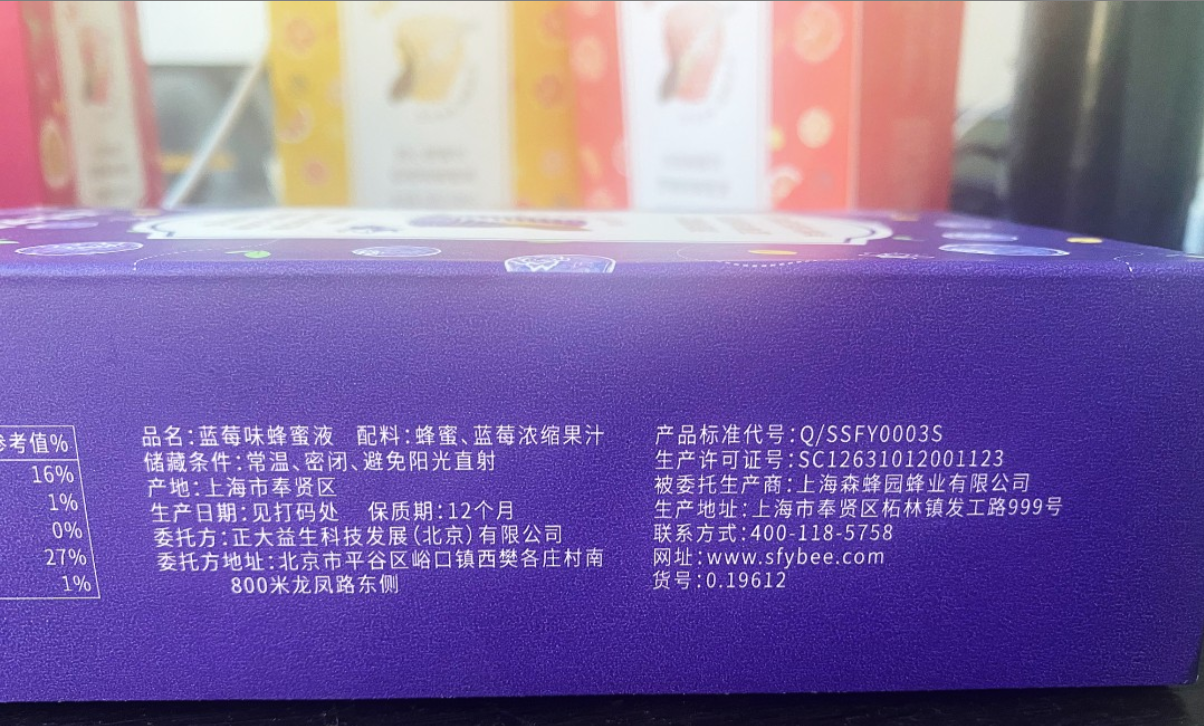 参考值%
16%
1%
0%
27%
1%
品名:蓝莓味蜂蜜液 配料:蜂蜜、蓝莓浓缩果汁
储藏条件:常温、密闭、避免阳光直射
产地:上海市奉贤区
生产日期:见打码处 保质期:12个月
委托方:正大益生科技发展(北京)有限公司
委托方地址:北京市平谷区峪口镇西樊各庄村南
800米龙凤路东侧
产品标准代号:Q/SSFY0003S
生产许可证号:SC12631012001123
被委托生产商:上海森蜂园蜂业有限公司
生产地址:上海市奉贤区柘林镇发工路999号
联系方式:400-118-5758
网址:www.sfybee.com
货号:0.19612